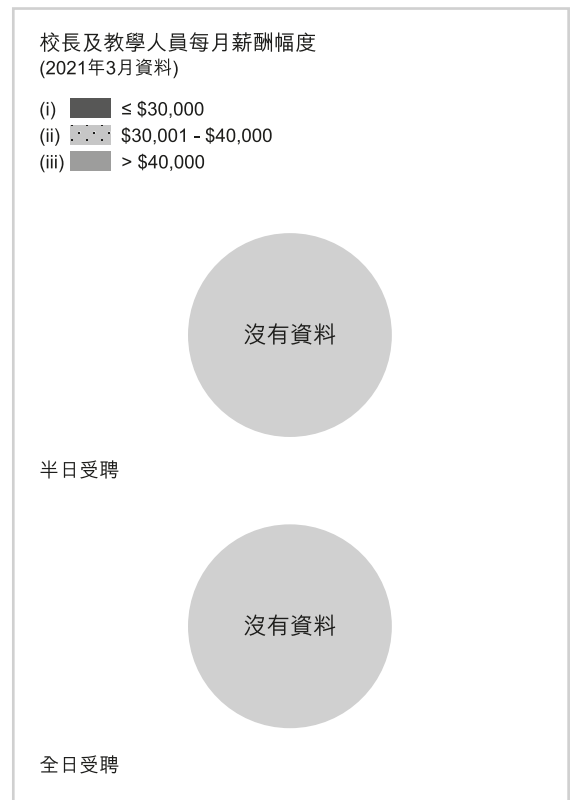 校長及教學人員每月薪酬幅度
(2021年3月資料)
(i) ≤ $30,000
(ii) $30,001 - $40,000
(iii) > $40,000
沒有資料
半日受聘
沒有資料
全日受聘